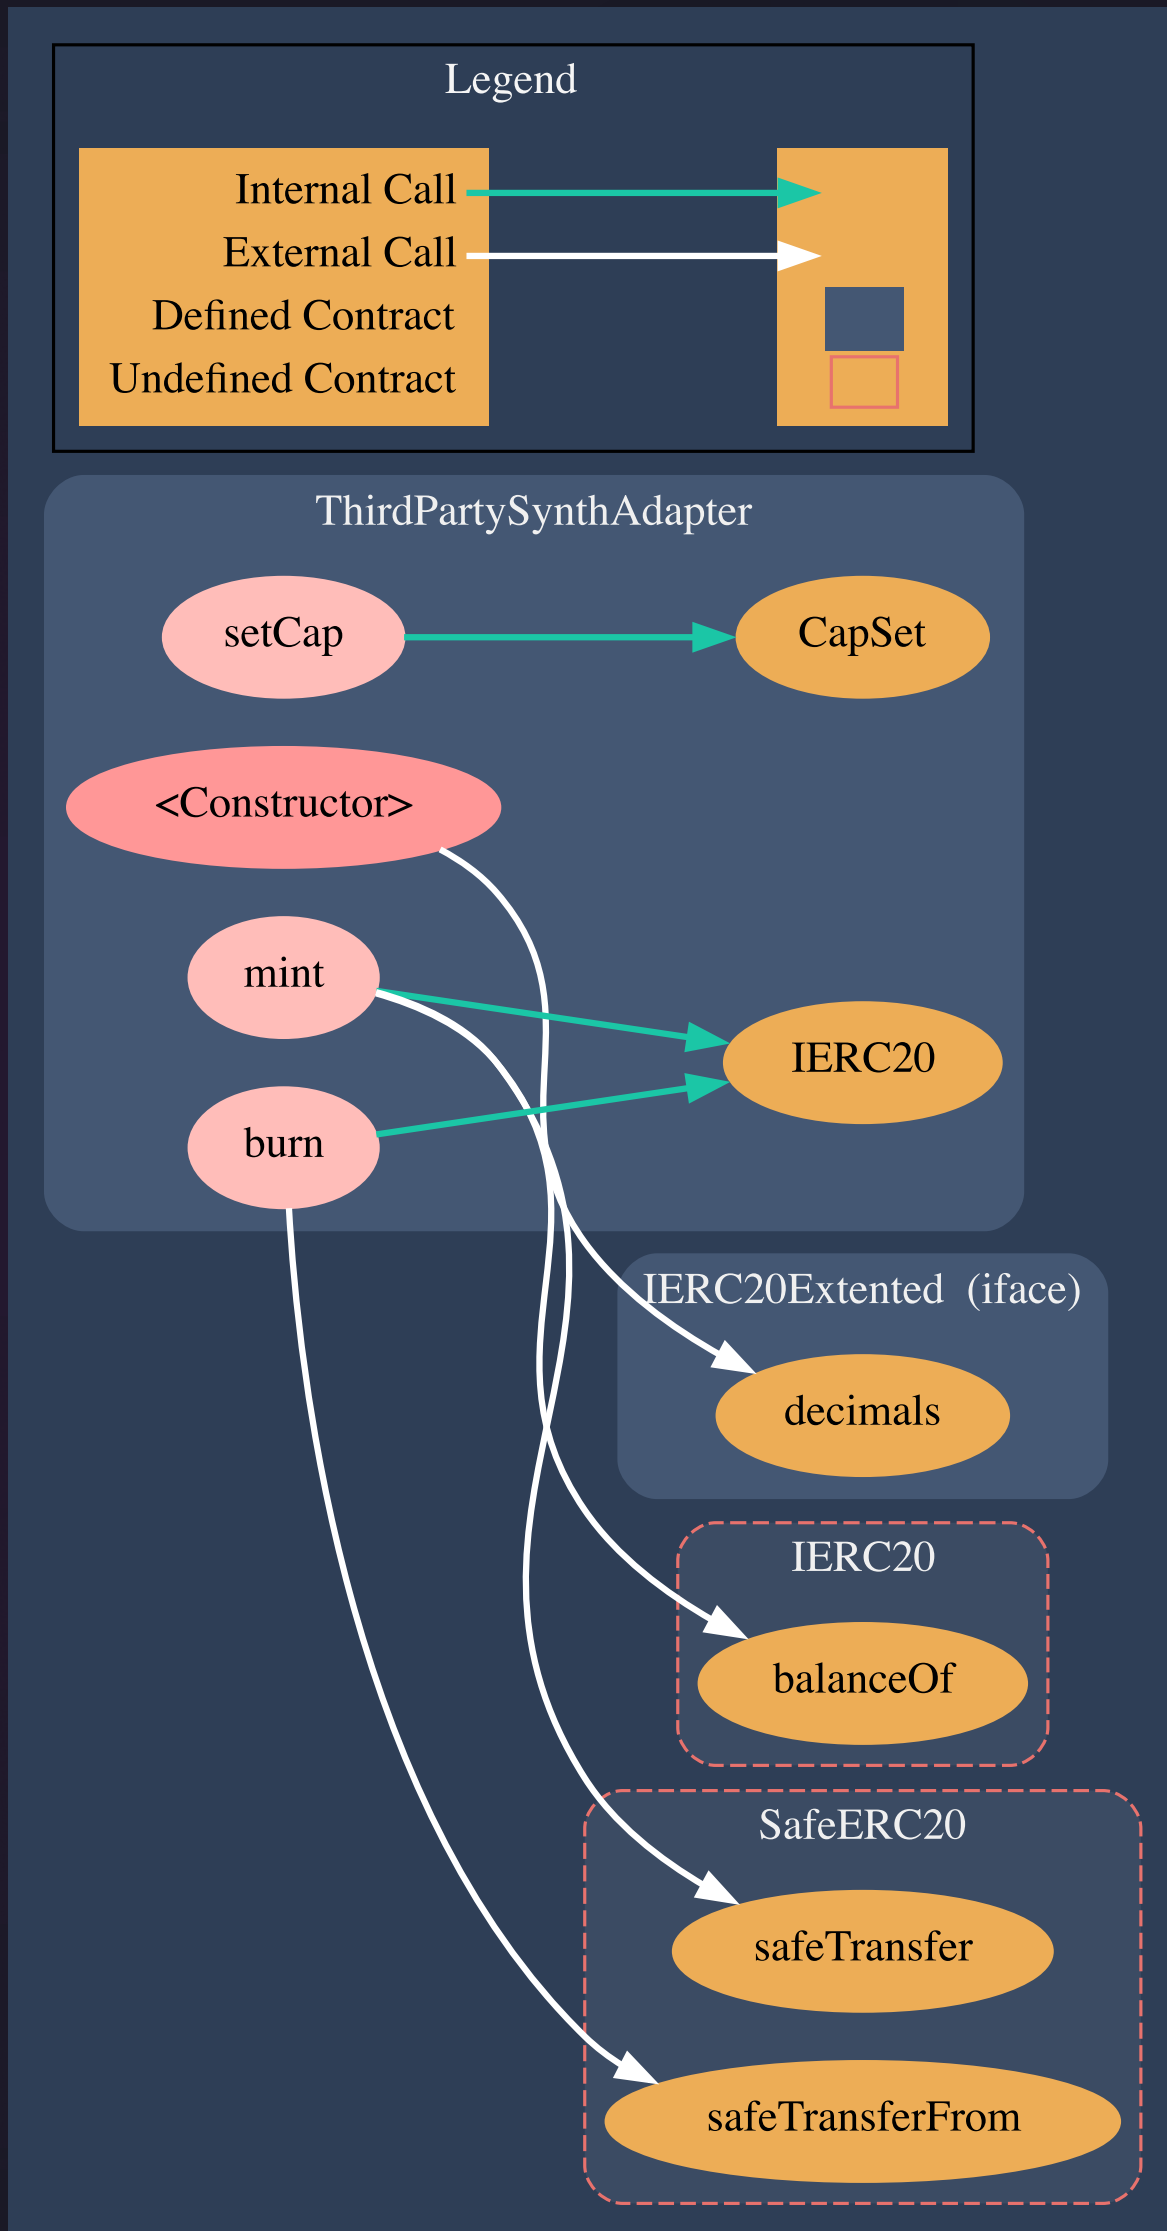 Legend
Internal Call
External Call
Defined Contract
Undefined Contract
ThirdPartySynthAdapter
setCap
CapSet
<Constructor>
mint
IERC20
burn
IERC20Extented (iface)
decimals
IERC20
balanceOf
SafeERC20
safeTransfer
safeTransferFrom